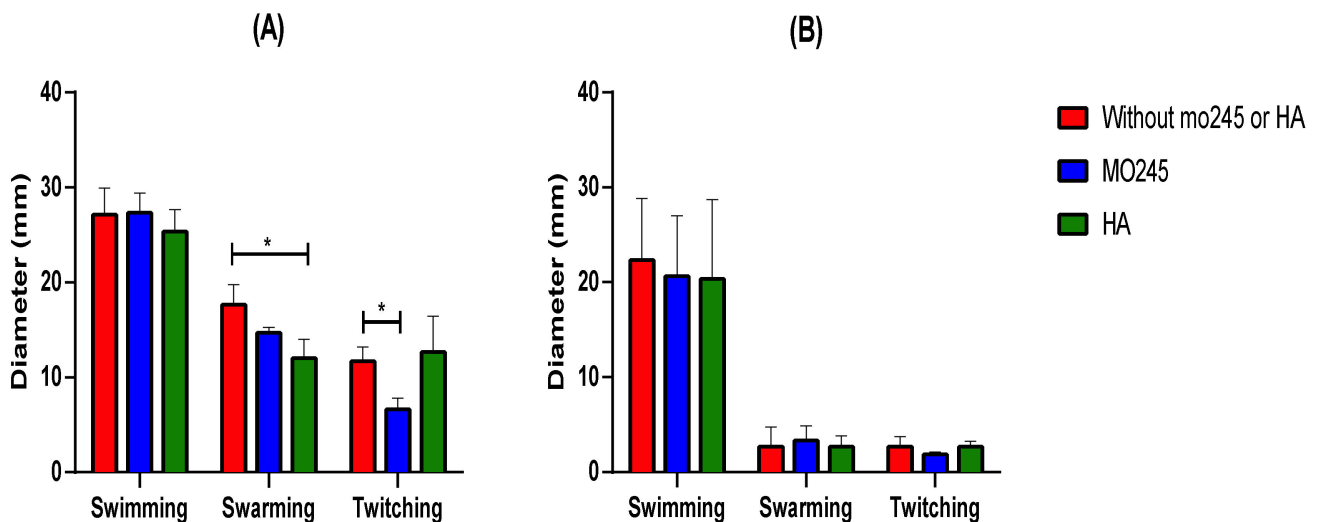 (A)
Diameter (mm)
40
30
20
10
0
*
*
Swimming
Swarming
Twitching
(B)
Diameter (mm)
40
30
20
10
0
Swimming
Swarming
Twitching
Without mo245 or HA
MO245
HA